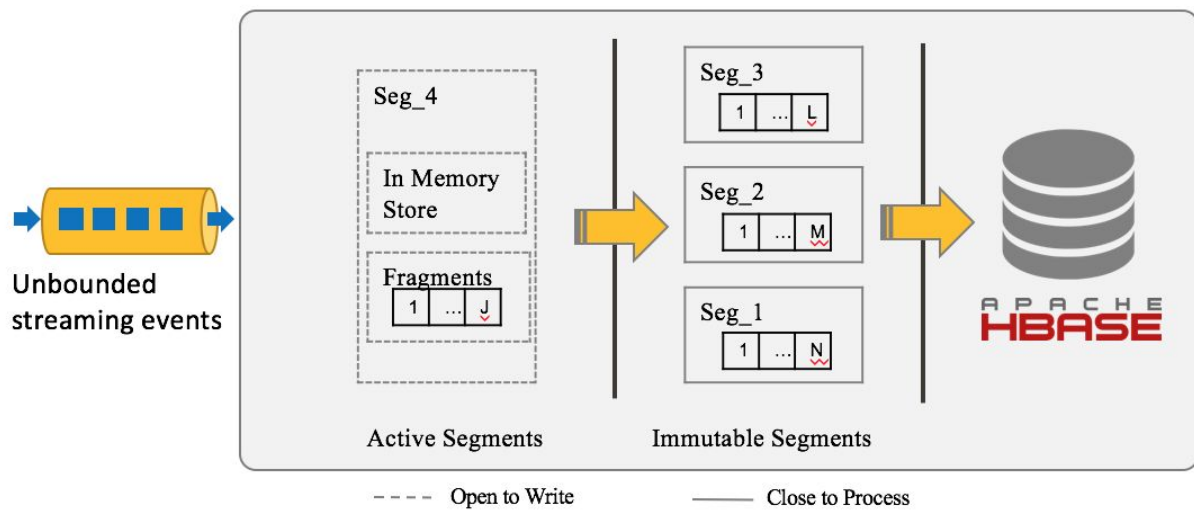 Unbounded
streaming events
Seg_4
In Memory
Store
Fragments
1 ... J
Active Segments
Seg_3
1 ... L
Seg_2
1 ... M
Seg_1
1 ... N
Immutable Segments
APACHE
HBASE
Open to Write
Close to Process